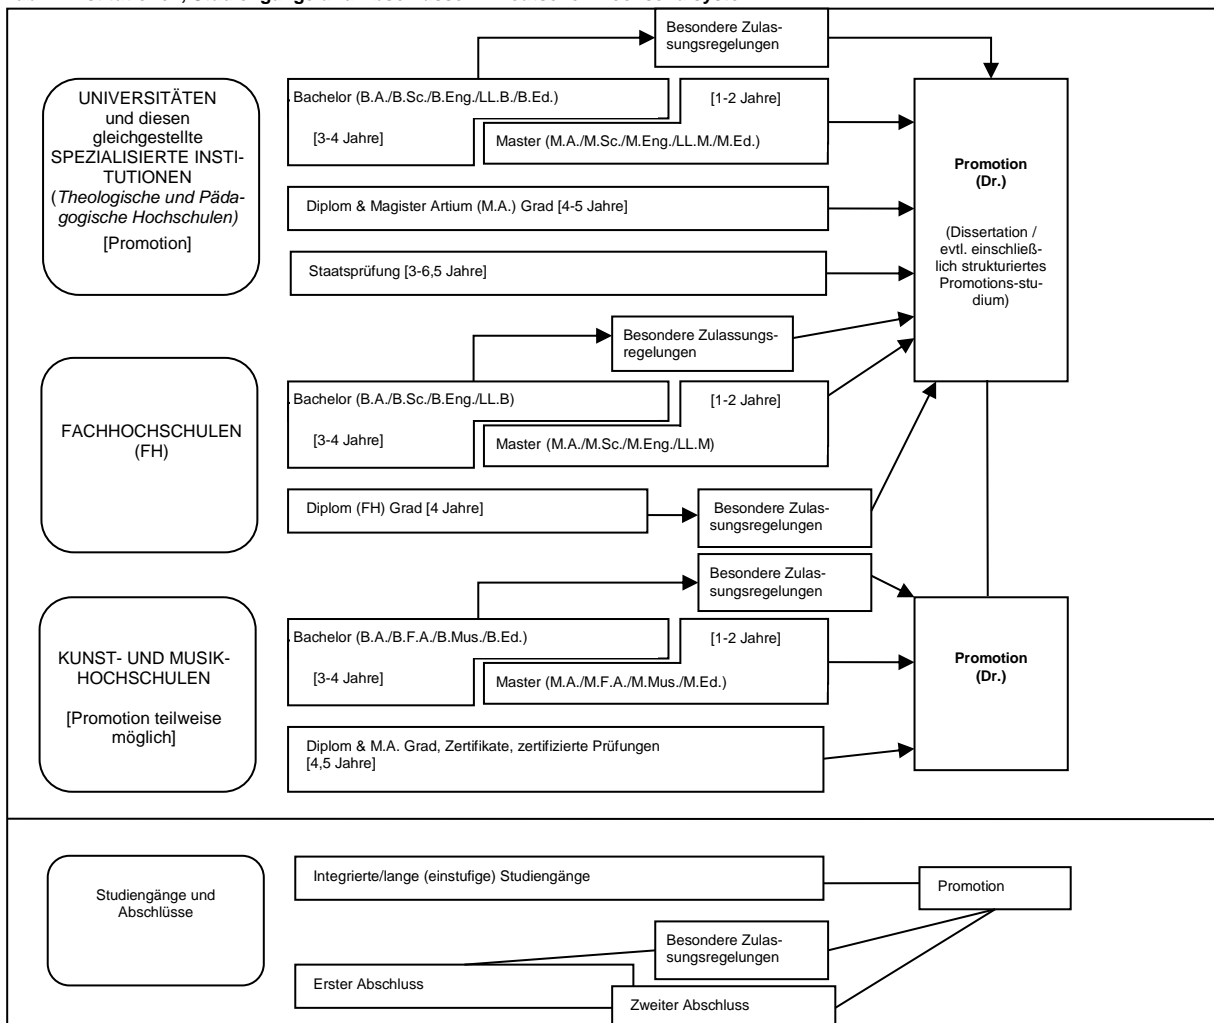 Besondere Zulas-
sungsregelungen
UNIVERSITÄTEN
und diesen
gleichgestellte
SPEZIALISIERTE INSTI-
TUTIONEN
(Theologische und Päda-
gogische Hochschulen)
[Promotion]
Bachelor (B.A./B.Sc./B.Eng./LL.B./B.Ed.)
[1-2 Jahre]
[3-4 Jahre]
Master (M.A./M.Sc./M.Eng./LL.M./M.Ed.)
Diplom & Magister Artium (M.A.) Grad [4-5 Jahre]
Staatsprüfung [3-6,5 Jahre]
Promotion
(Dr.)
(Dissertation /
evtl. einschließ-
lich strukturiertes
Promotions-stu-
dium)
Besondere Zulassungs-
regelungen
FACHHOCHSCHULEN
(FH)
Bachelor (B.A./B.Sc./B.Eng./LL.B)
[1-2 Jahre]
[3-4 Jahre]
Master (M.A./M.Sc./M.Eng./LL.M)
Diplom (FH) Grad [4 Jahre]
Besondere Zulas-
sungsregelungen
Besondere Zulas-
sungsregelungen
KUNST- UND MUSIK-
HOCHSCHULEN
[Promotion teilweise
möglich]
Bachelor (B.A./B.F.A./B.Mus./B.Ed.)
[1-2 Jahre]
[3-4 Jahre]
Master (M.A./M.F.A./M.Mus./M.Ed.)
Diplom & M.A. Grad, Zertifikate, zertifizierte Prüfungen
[4,5 Jahre]
Promotion
(Dr.)
Studiengänge und
Abschlüsse
Integrierte/lange (einstufige) Studiengänge
Promotion
Besondere Zulas-
sungsregelungen
Erster Abschluss
Zweiter Abschluss